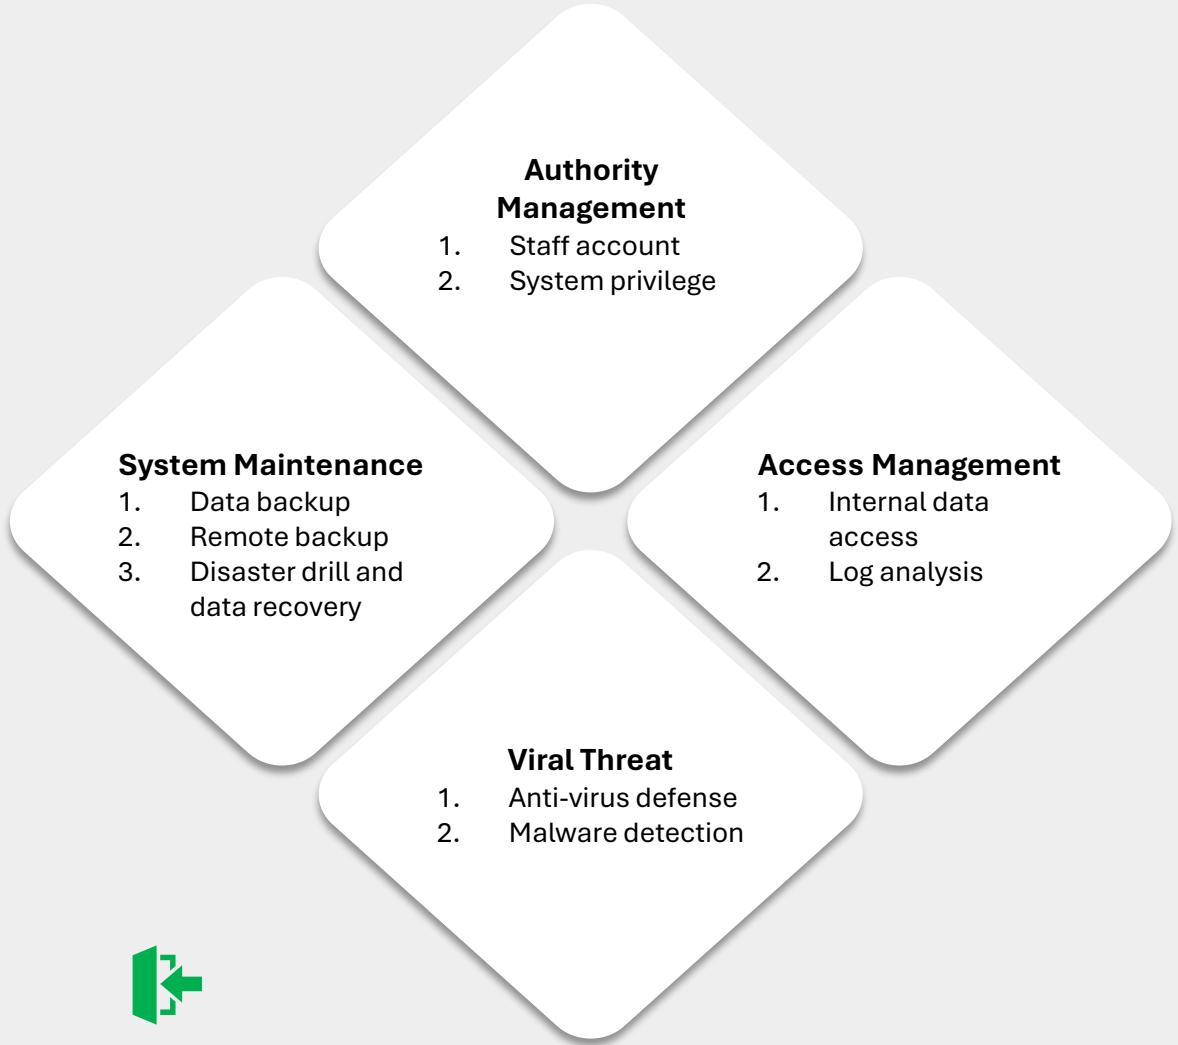 Authority
Management
1. Staff account
2. System privilege
System Maintenance
1. Data backup
2. Remote backup
3. Disaster drill and
data recovery
Access Management
1. Internal data
access
2. Log analysis
Viral Threat
1. Anti-virus defense
2. Malware detection